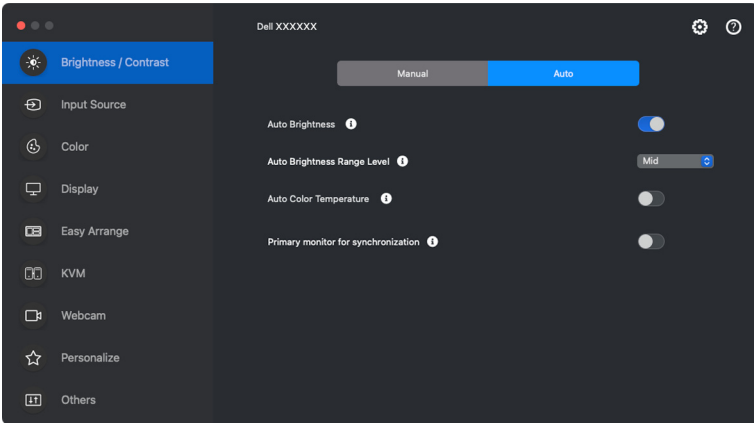 Dell XXXXXX
Brightness / Contrast
Input Source
Color
Display
Easy Arrange
KVM
Webcam
Personalize
Others
Manual
Auto
Auto Brightness
Auto Brightness Range Level
Mid
Auto Color Temperature
Primary monitor for synchronization